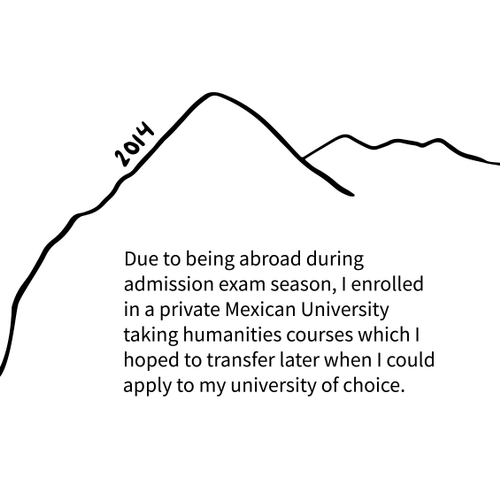 2014
Due to being abroad during
admission exam season, I enrolled
in a private Mexican University
taking humanities courses which I
hoped to transfer later when I could
apply to my university of choice.